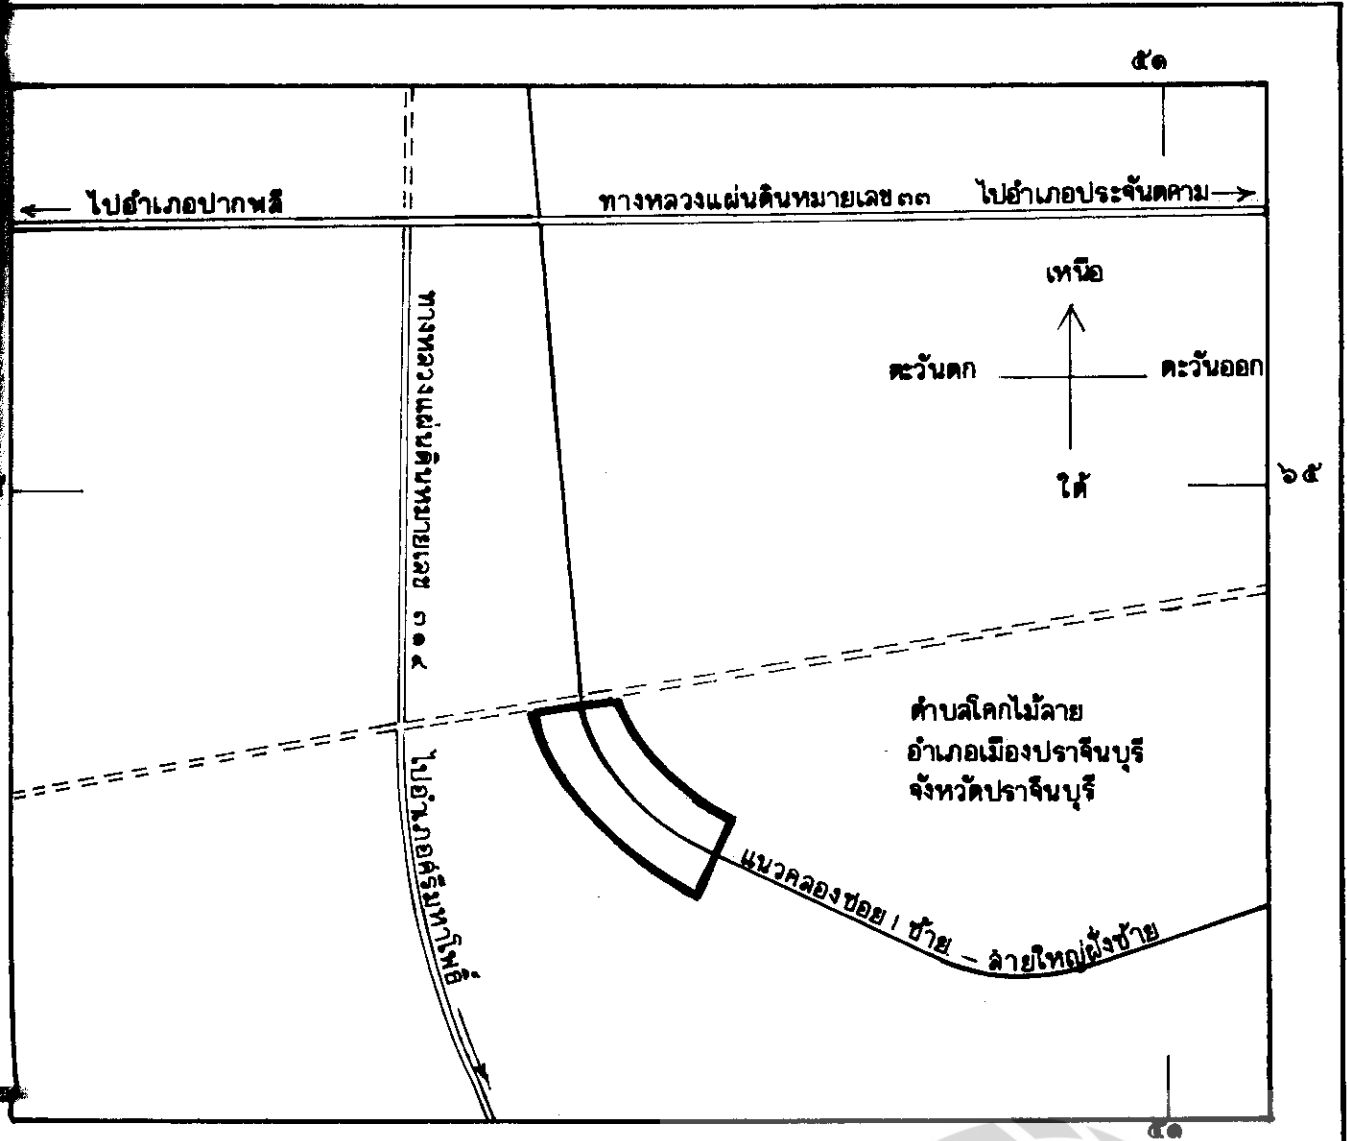 ๕๑
ไปอำเภอปากพลี
ทางหลวงแผ่นดินหมายเลข ๓๓
ไปอำเภอประจันตคาม
เหนือ
ตะวันตก
ตะวันออก
ใต้
๖๕
ทางหลวงแผ่นดินหมายเลข ๓๑๙
ตำบลโคกไม้ลาย
อำเภอเมืองปราจีนบุรี
จังหวัดปราจีนบุรี
ไปอำเภอศรีมหาโพธิ์
แนวคลองซอย 1 ซ้าย - สายใหญ่ฝั่งซ้าย
๕๑